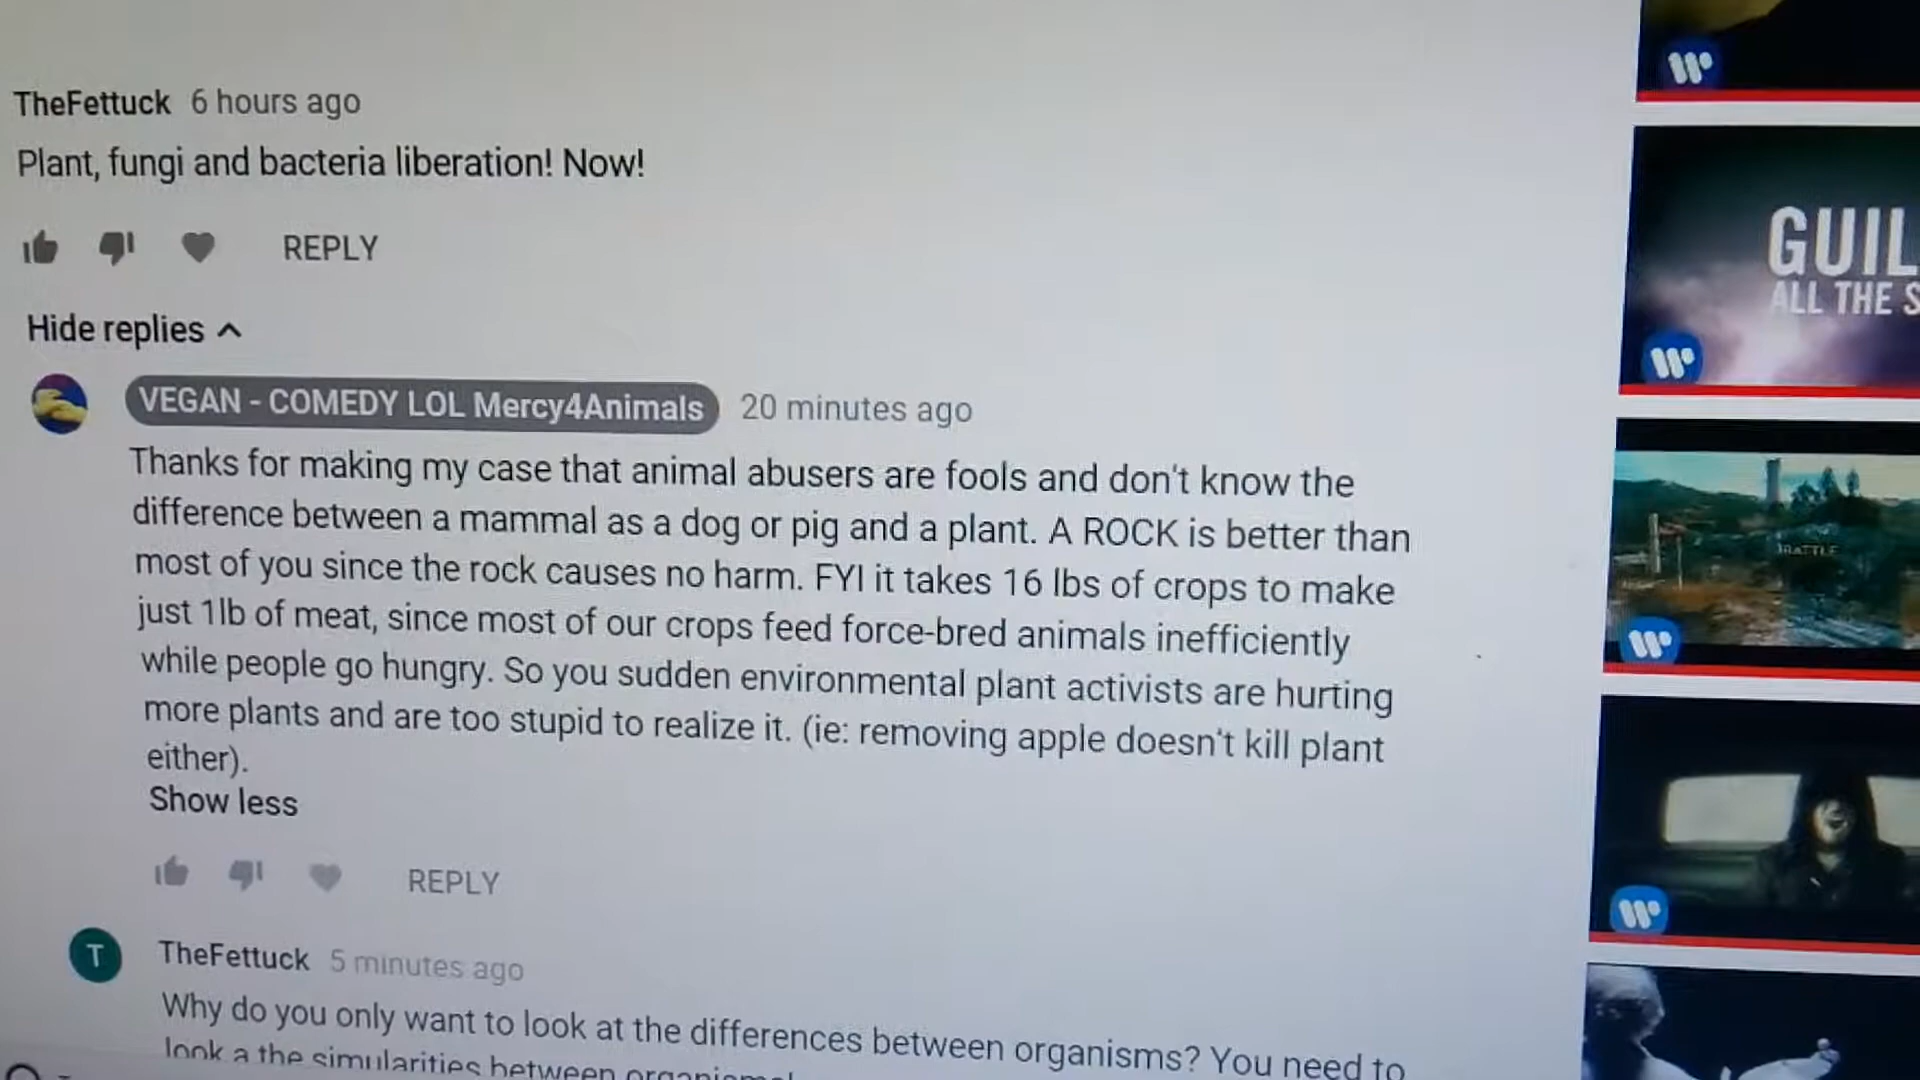 TheFettuck 6 hours ago
Plant, fungi and bacteria liberation! Now!
REPLY
Hide replies
VEGAN - COMEDY LOL Mercy4Animals 20 minutes ago
Thanks for making my case that animal abusers are fools and don't know the
difference between a mammal as a dog or pig and a plant. A ROCK is better than
most of you since the rock causes no harm. FYI it takes 16 lbs of crops to make
just 1lb of meat, since most of our crops feed force-bred animals inefficiently
while people go hungry. So you sudden environmental plant activists are hurting
more plants and are too stupid to realize it. (ie: removing apple doesn't kill plant
either).
Show less
REPLY
T
TheFettuck 5 minutes ago
Why do you only want to look at the differences between organisms? You need to
look a the simularities between organisms!
GUIL
ALL THE S